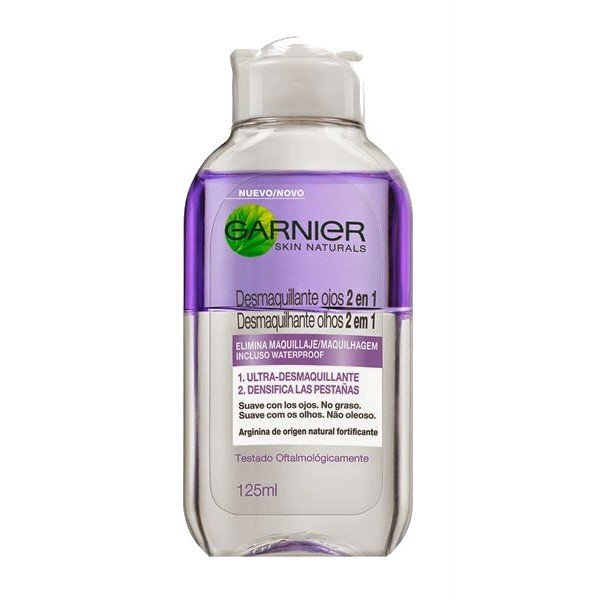 NUEVO/NOVO
GARNIER
SKIN NATURALS
Desmaquillante ojos 2 en 1
Desmaquilhante olhos 2 em 1
ELIMINA MAQUILLAJE/MAQUILHAGEM
INCLUSO WATERPROOF
1. ULTRA-DESMAQUILLANTE
2. DENSIFICA LAS PESTAÑAS
Suave con los ojos. No graso.
Suave com os olhos. Não oleoso.
Arginina de origen natural fortificante
Testado Oftalmológicamente
125ml